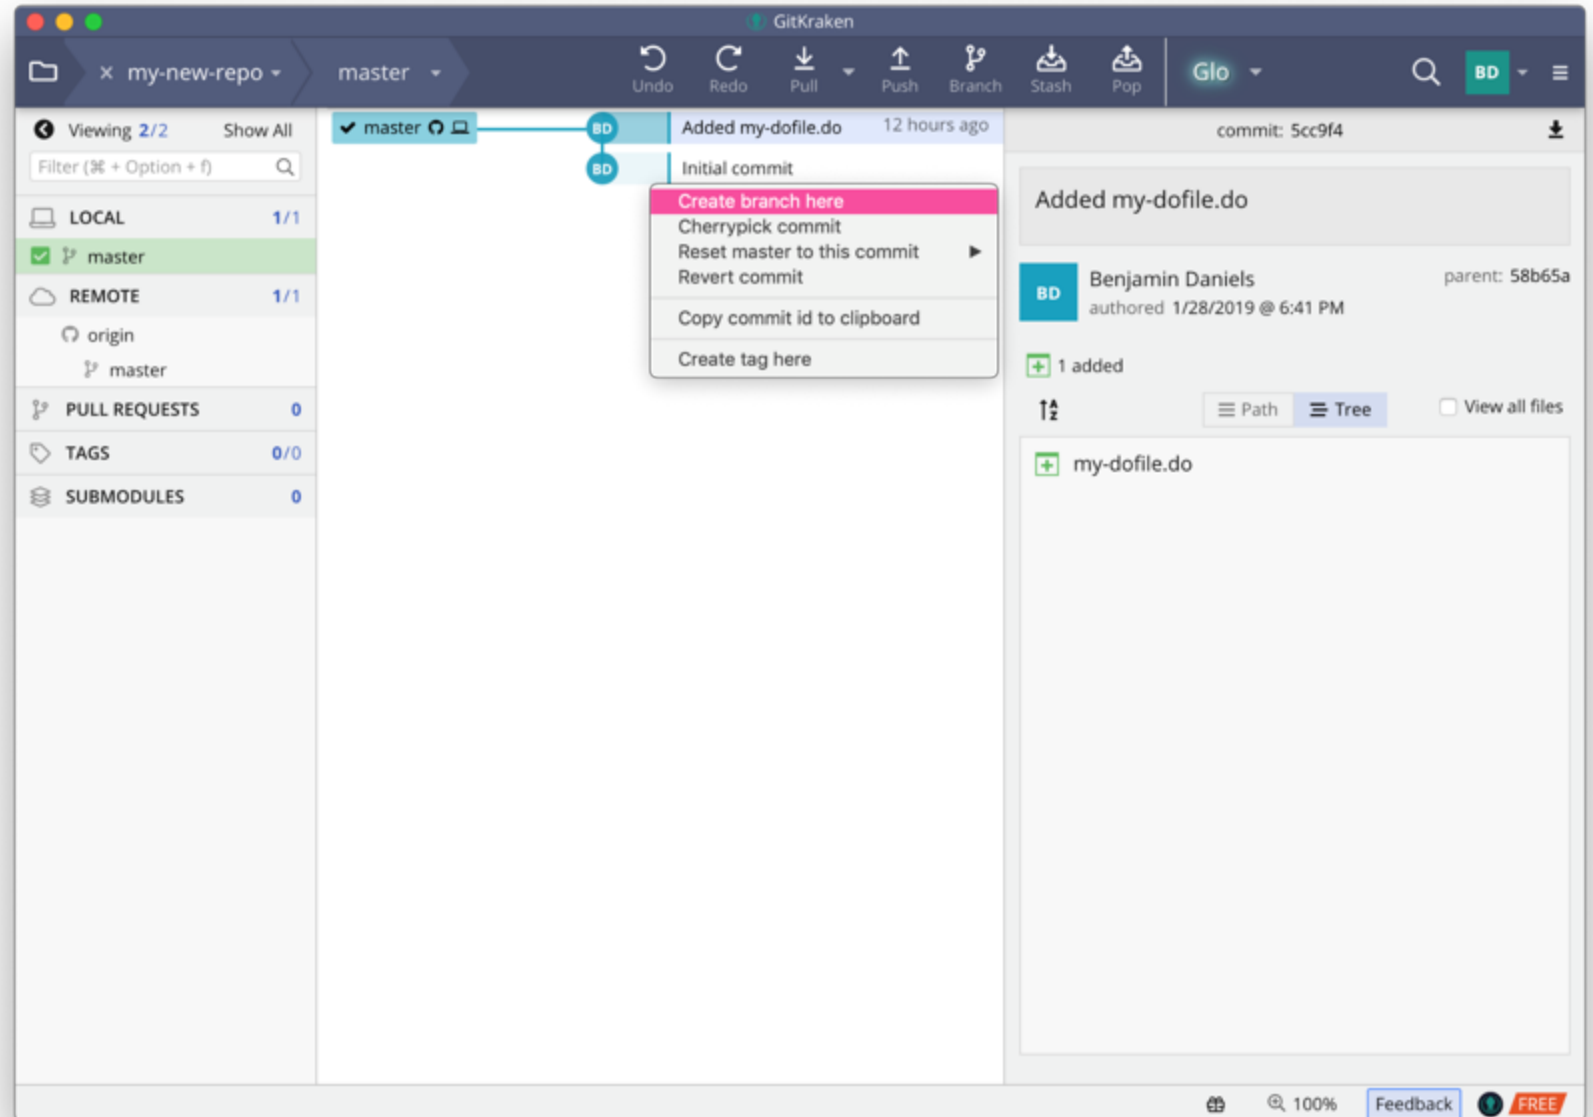 GitKraken
my-new-repo
master
Undo
Redo
Pull
Push
Branch
Stash
Pop
Glo
BD
Viewing 2/2 Show All
Filter (⌘ + Option + f)
LOCAL 1/1
master
REMOTE 1/1
origin
master
PULL REQUESTS 0
TAGS 0/0
SUBMODULES 0
master
BD
Added my-dofile.do 12 hours ago
BD
Initial commit
Create branch here
Cherrypick commit
Reset master to this commit
Revert commit
Copy commit id to clipboard
Create tag here
commit: 5cc9f4
Added my-dofile.do
BD
Benjamin Daniels
authored 1/28/2019 @ 6:41 PM
parent: 58b65a
1 added
Path
Tree
View all files
my-dofile.do
100%
Feedback
FREE